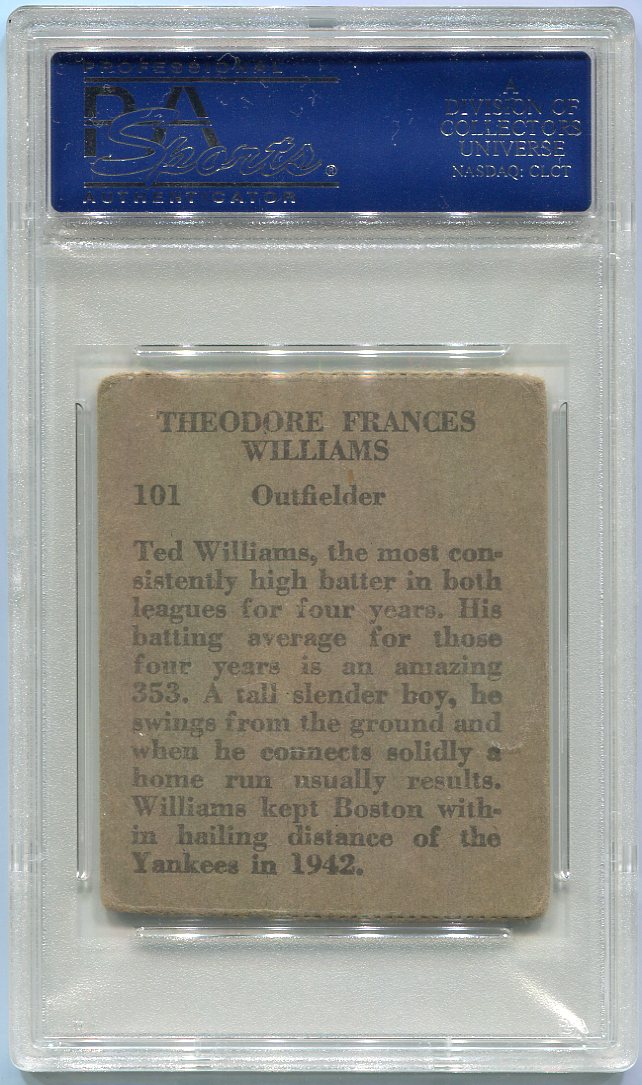 PROFESSIONAL
PSA
Sports®
AUTHENTICATOR
A
DIVISION OF
COLLECTORS
UNIVERSE
NASDAQ: CLCT
THEODORE FRANCES
WILLIAMS
101 Outfielder
Ted Williams, the most con-
sistently high batter in both
leagues for four years. His
batting average for those
four years is an amazing
353. A tall slender boy, he
swings from the ground and
when he connects solidly a
home run usually results.
Williams kept Boston with-
in hailing distance of the
Yankees in 1942.